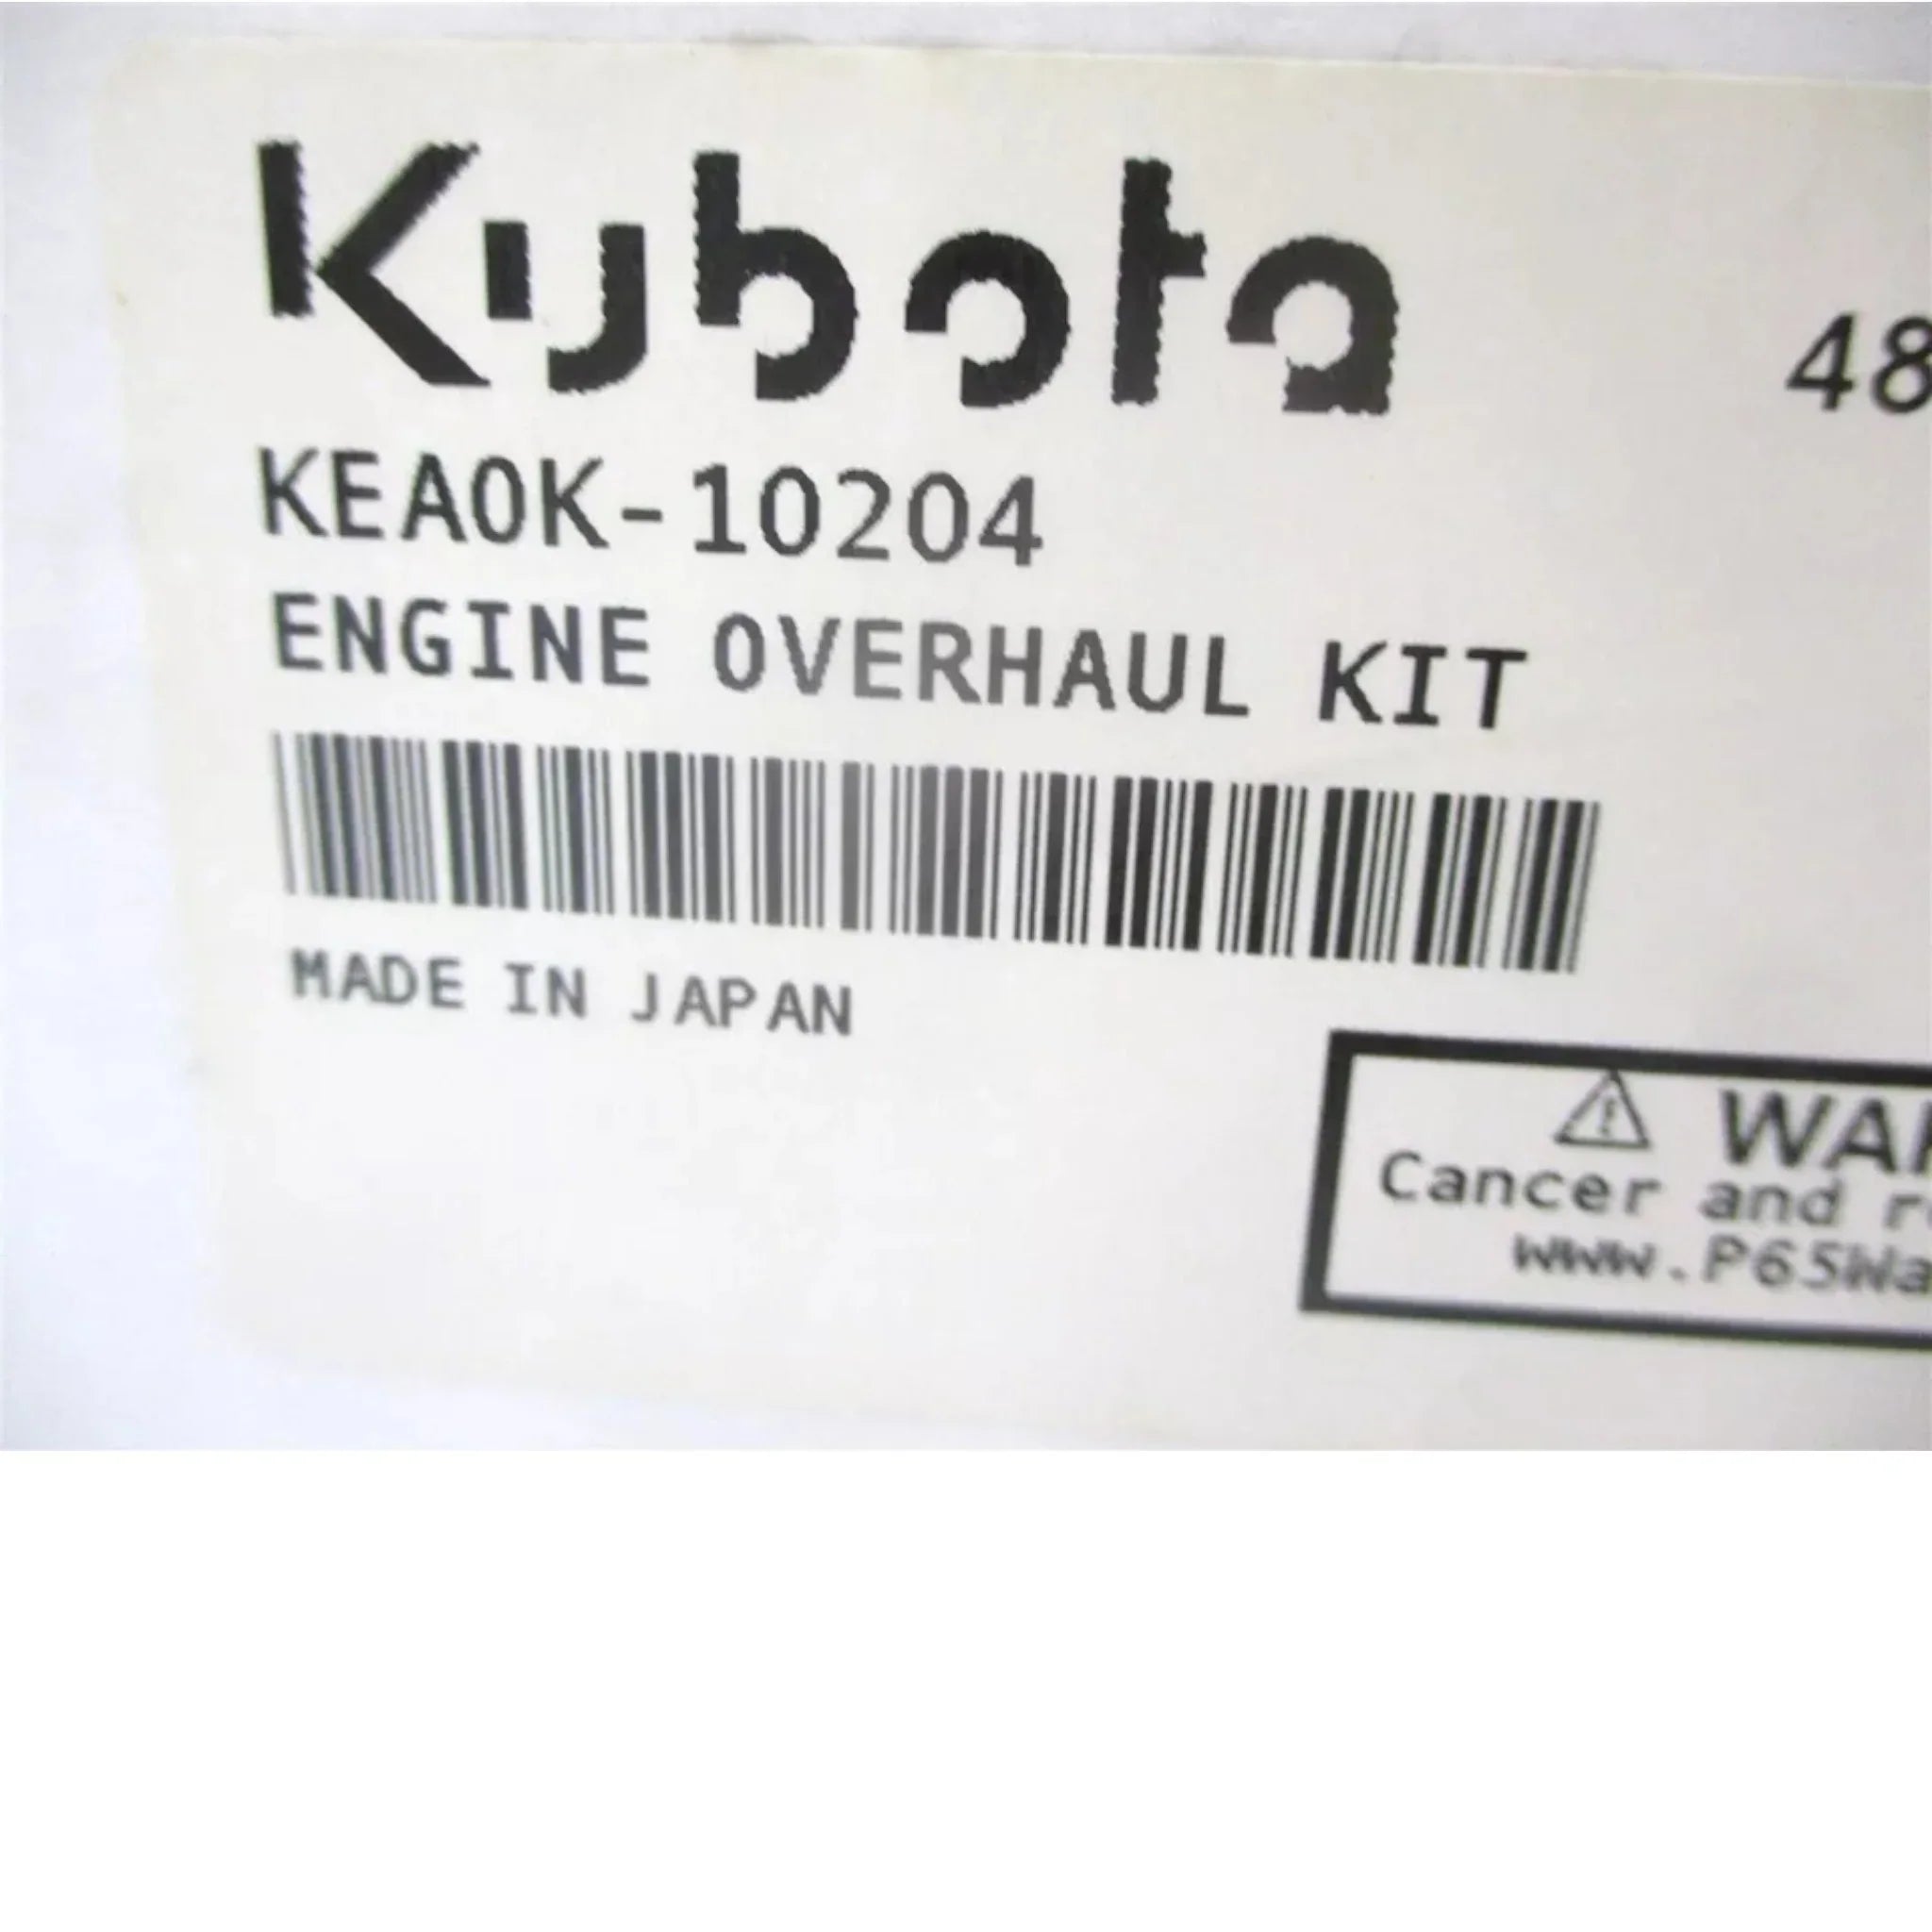 Kubota
48
KEA0K-10204
ENGINE OVERHAUL KIT
MADE IN JAPAN
Cancer and